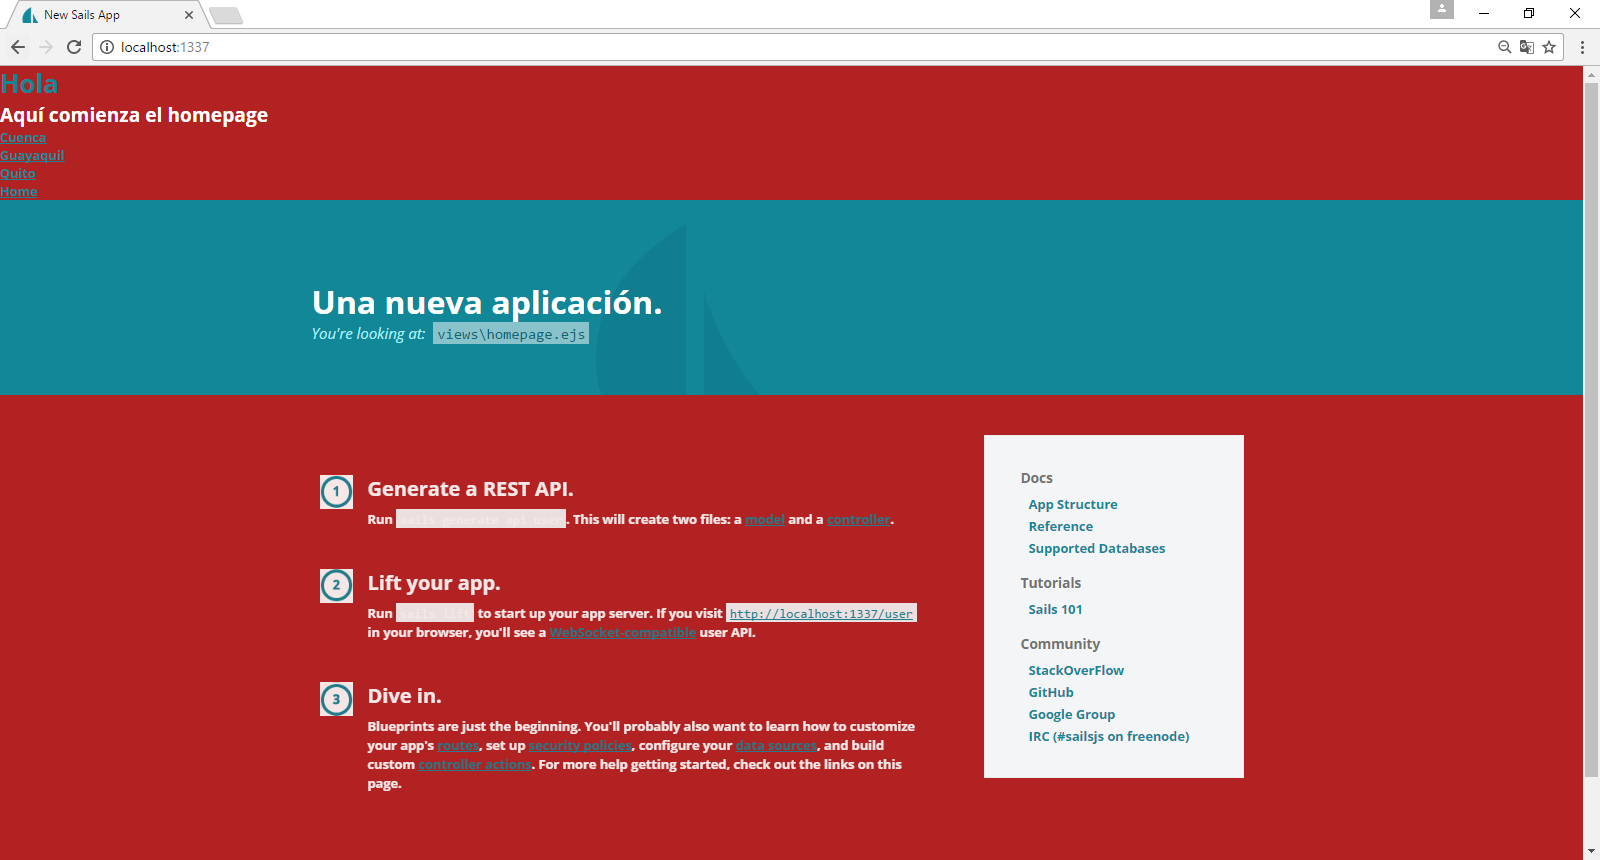 New Sails App
localhost:1337
Hola
Aquí comienza el homepage
Cuenca
Guayaquil
Quito
Home
Una nueva aplicación.
You're looking at: views\homepage.ejs
1 Generate a REST API.
Run sails generate api user. This will create two files: a model and a controller.
2 Lift your app.
Run sails lift to start up your app server. If you visit http://localhost:1337/user
in your browser, you'll see a WebSocket-compatible user API.
3 Dive in.
Blueprints are just the beginning. You'll probably also want to learn how to customize
your app's routes, set up security policies, configure your data sources, and build
custom controller actions. For more help getting started, check out the links on this
page.
Docs
App Structure
Reference
Supported Databases
Tutorials
Sails 101
Community
StackOverFlow
GitHub
Google Group
IRC (#sailsjs on freenode)